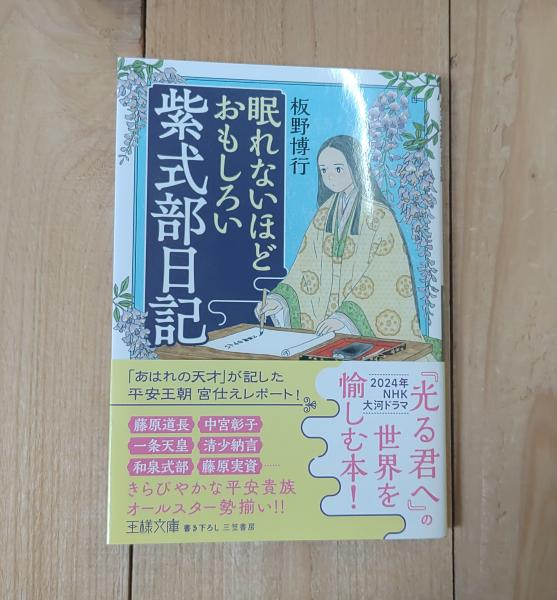 板野博行
眠れないほど
おもしろい
紫式部日記
「あはれの天才」が記した
平安王朝 宮仕えレポート!
藤原道長 中宮彰子
一条天皇 清少納言
和泉式部 藤原実資……
きらびやかな平安貴族
オールスター勢揃い!!
2024年
NHK
大河ドラマ
『光る君へ』の
世界を
愉しむ本!
王様文庫 書き下ろし 三笠書房